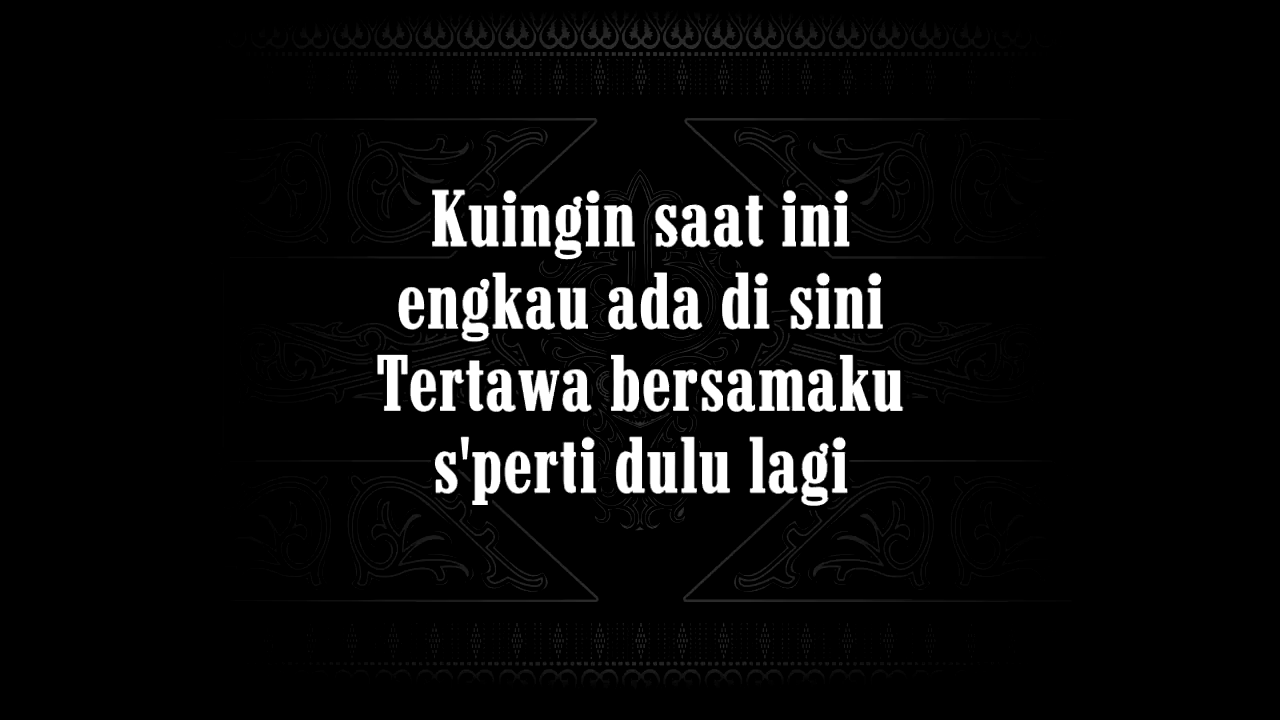 Kuingin saat ini
engkau ada di sini
Tertawa bersamaku
s'perti dulu lagi